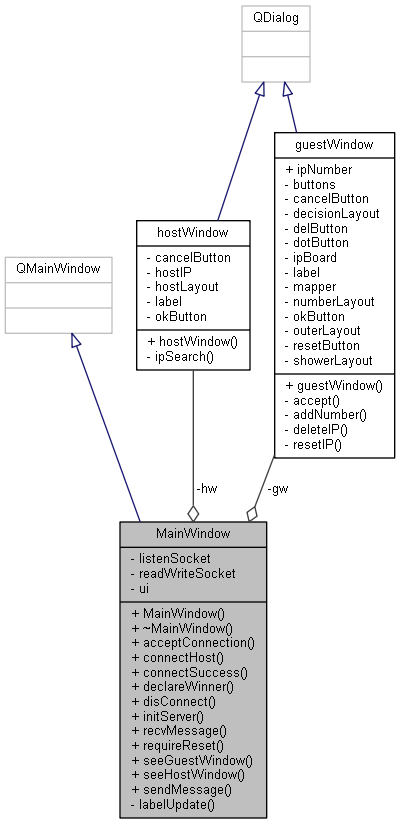 QDialog
guestWindow
+ ipNumber
- buttons
- cancelButton
- decisionLayout
- delButton
- dotButton
- ipBoard
- label
- mapper
- numberLayout
- okButton
- outerLayout
- resetButton
- showerLayout
+ guestWindow()
- accept()
- addNumber()
- deleteIP()
- resetIP()
hostWindow
- cancelButton
- hostIP
- hostLayout
- label
- okButton
+ hostWindow()
- ipSearch()
QMainWindow
-hw
-gw
MainWindow
- listenSocket
- readWriteSocket
- ui
+ MainWindow()
+ ~MainWindow()
+ acceptConnection()
+ connectHost()
+ connectSuccess()
+ declareWinner()
+ disConnect()
+ initServer()
+ recvMessage()
+ requireReset()
+ seeGuestWindow()
+ seeHostWindow()
+ sendMessage()
- labelUpdate()